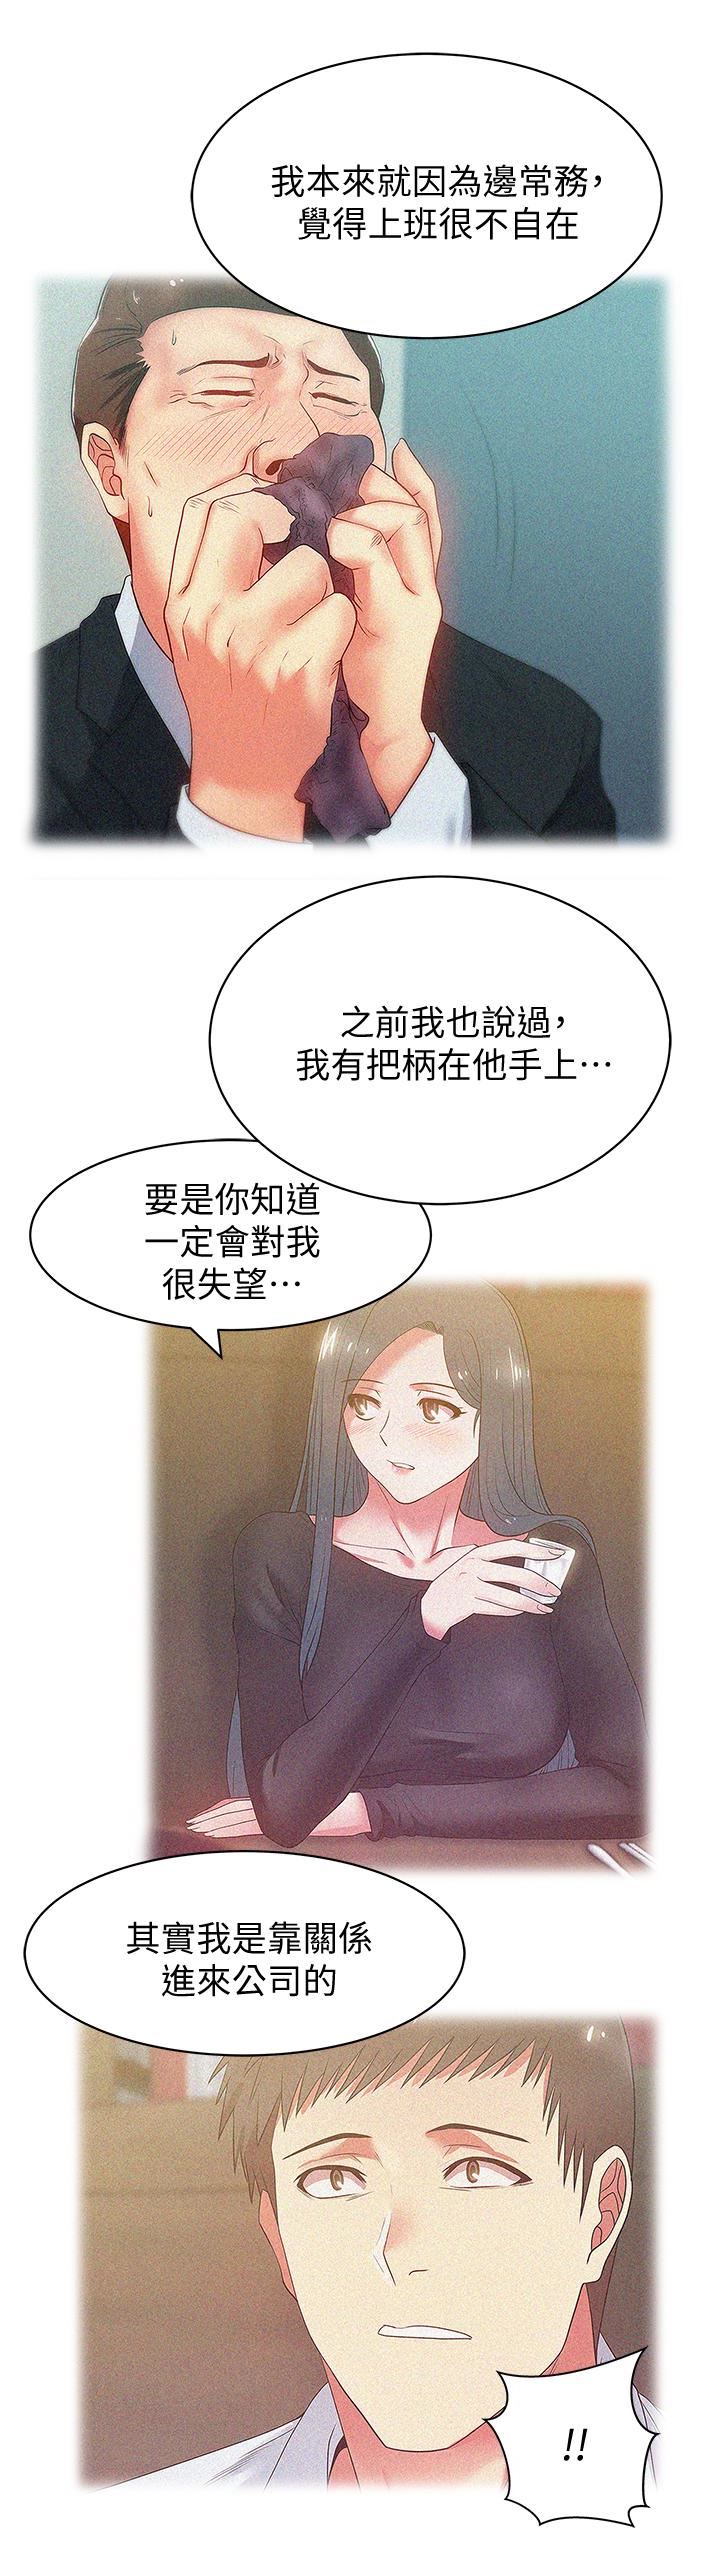 我本來就因為邊常務，
覺得上班很不自在
之前我也說過，
我有把柄在他手上⋯
要是你知道
一定會對我
很失望⋯
其實我是靠關係
進來公司的
!!